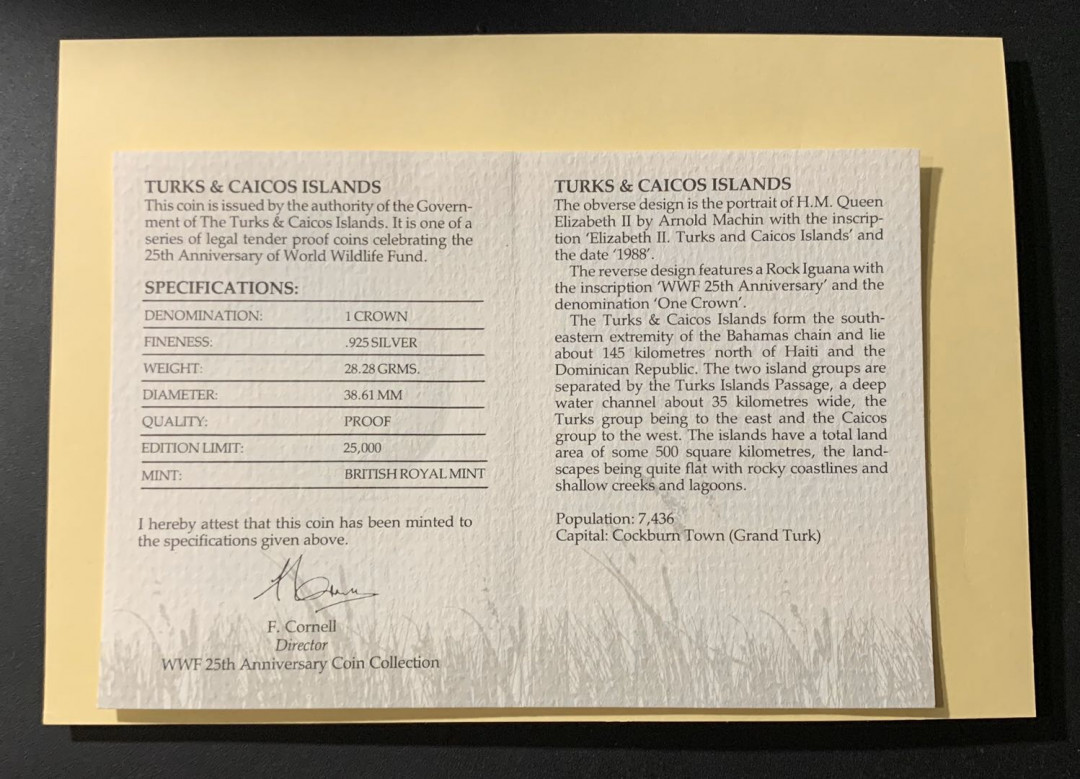 TURKS & CAICOS ISLANDS
This coin is issued by the authority of the Govern-
ment of The Turks & Caicos Islands. It is one of a
series of legal tender proof coins celebrating the
25th Anniversary of World Wildlife Fund.
SPECIFICATIONS:
DENOMINATION: 1 CROWN
FINENESS: .925 SILVER
WEIGHT: 28.28 GRMS.
DIAMETER: 38.61 MM
QUALITY: PROOF
EDITION LIMIT: 25,000
MINT: BRITISH ROYAL MINT
I hereby attest that this coin has been minted to
the specifications given above.
F. Cornell
Director
WWF 25th Anniversary Coin Collection
TURKS & CAICOS ISLANDS
The obverse design is the portrait of H.M. Queen
Elizabeth II by Arnold Machin with the inscrip-
tion 'Elizabeth II. Turks and Caicos Islands' and
the date '1988'.
The reverse design features a Rock Iguana with
the inscription 'WWF 25th Anniversary' and the
denomination 'One Crown'.
The Turks & Caicos Islands form the south-
eastern extremity of the Bahamas chain and lie
about 145 kilometres north of Haiti and the
Dominican Republic. The two island groups are
separated by the Turks Islands Passage, a deep
water channel about 35 kilometres wide, the
Turks group being to the east and the Caicos
group to the west. The islands have a total land
area of some 500 square kilometres, the land-
scapes being quite flat with rocky coastlines and
shallow creeks and lagoons.
Population: 7,436
Capital: Cockburn Town (Grand Turk)